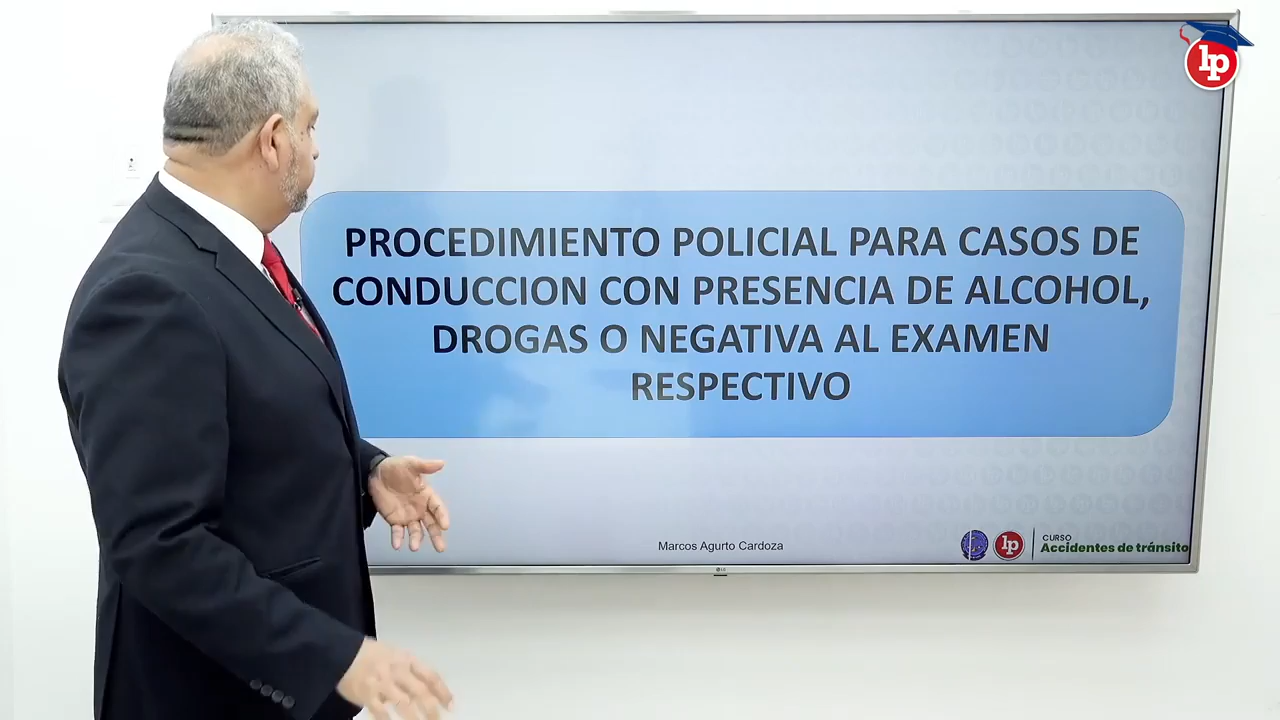 lp
PROCEDIMIENTO POLICIAL PARA CASOS DE
CONDUCCION CON PRESENCIA DE ALCOHOL,
DROGAS O NEGATIVA AL EXAMEN
RESPECTIVO
Marcos Agurto Cardoza
lp
CURSO
Accidentes de tránsito
LG